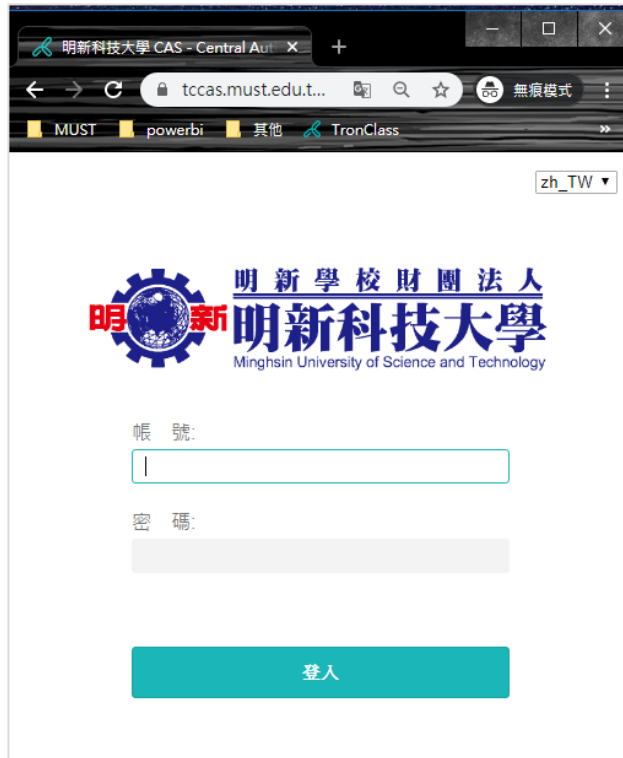 明新科技大學 CAS - Central Aut
tccas.must.edu.t...
無痕模式
MUST powerbi 其他 TronClass »
zh_TW
明新學校財團法人
明 新 明新科技大學
Minghsin University of Science and Technology
帳 號:
密 碼:
登入